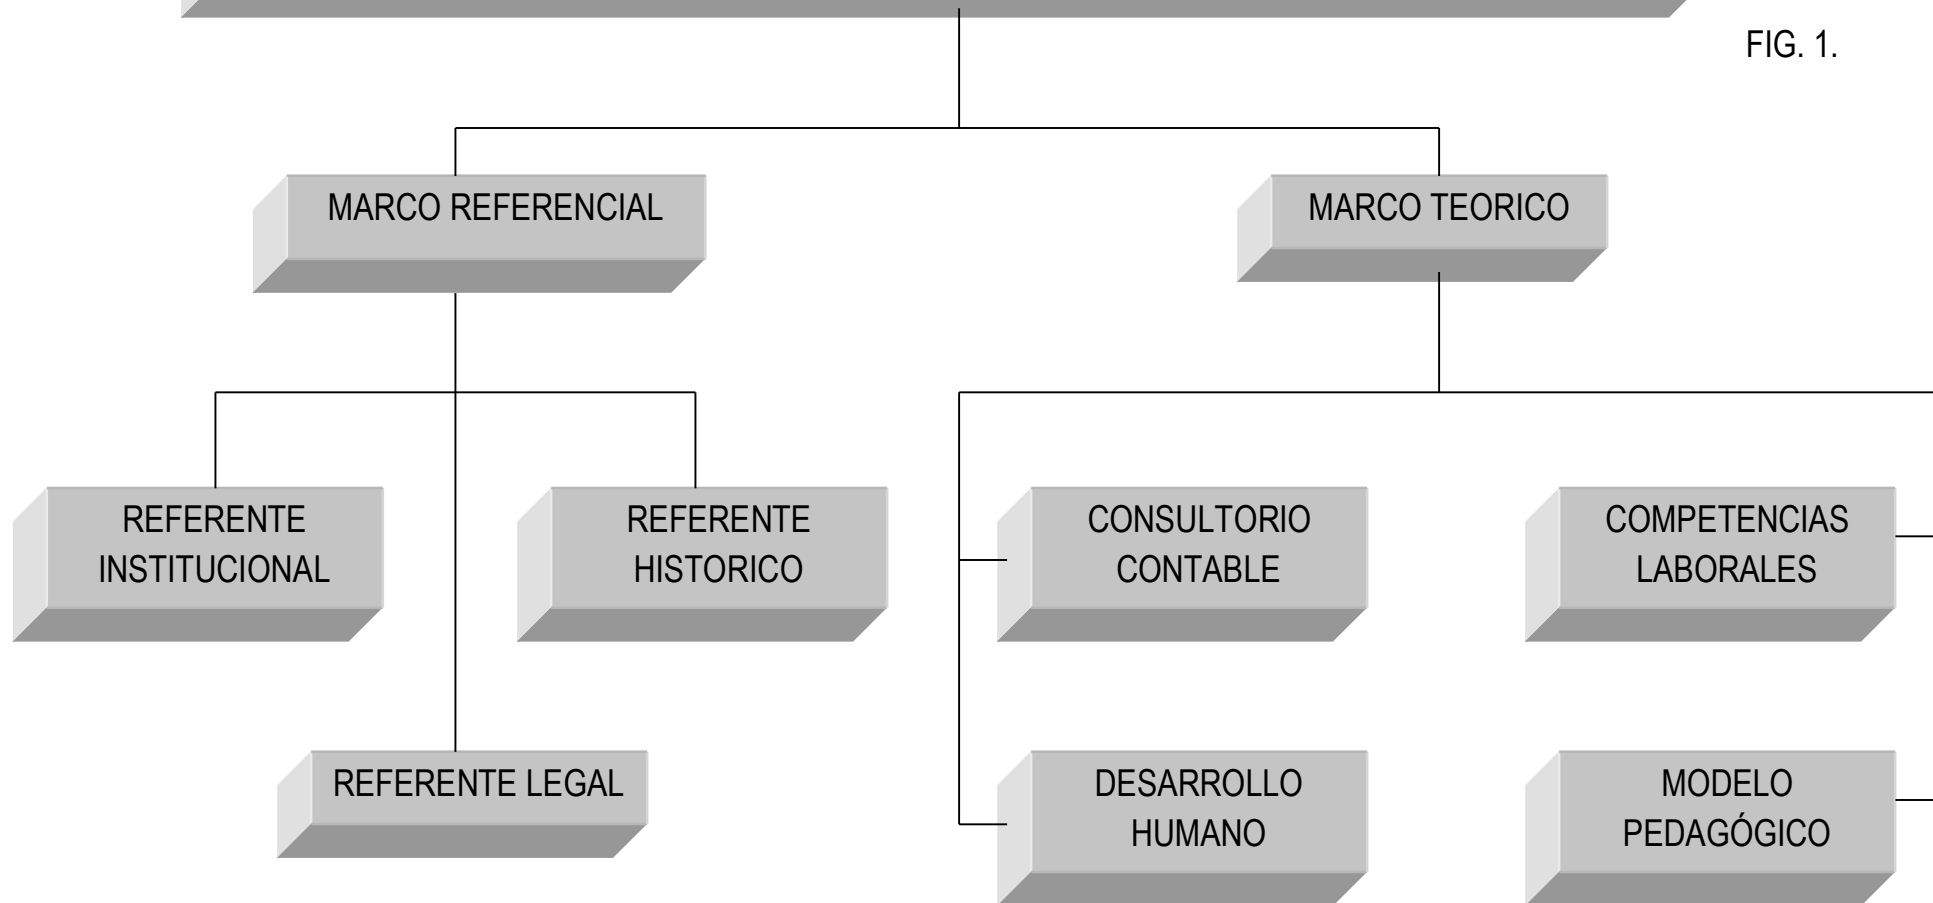 FIG. 1.
MARCO REFERENCIAL
MARCO TEORICO
REFERENTE
INSTITUCIONAL
REFERENTE
HISTORICO
CONSULTORIO
CONTABLE
COMPETENCIAS
LABORALES
REFERENTE LEGAL
DESARROLLO
HUMANO
MODELO
PEDAGÓGICO